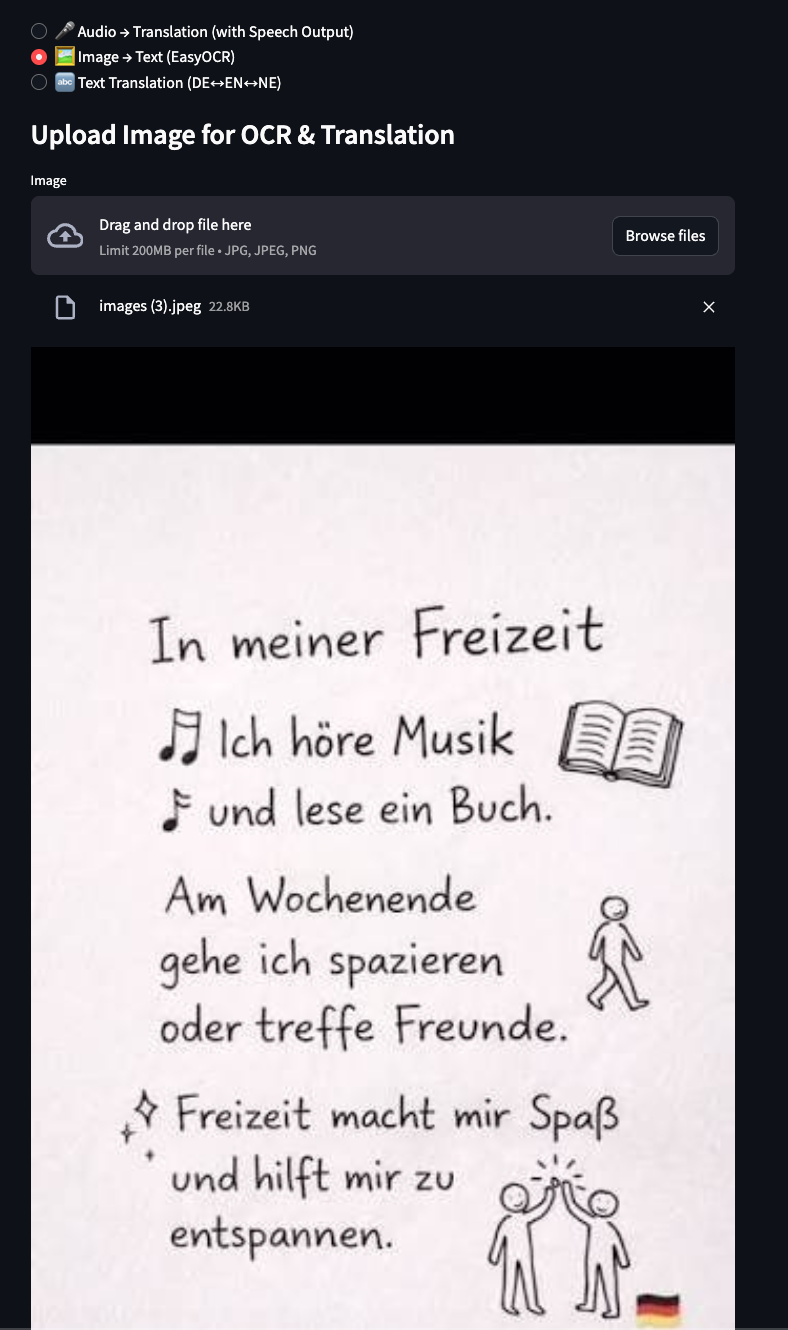 Audio → Translation (with Speech Output)
Image → Text (EasyOCR)
abc Text Translation (DE↔EN↔NE)
Upload Image for OCR & Translation
Image
Drag and drop file here
Limit 200MB per file • JPG, JPEG, PNG
Browse files
images (3).jpeg 22.8KB
In meiner Freizeit
Ich höre Musik
und lese ein Buch.
Am Wochenende
gehe ich spazieren
oder treffe Freunde.
Freizeit macht mir Spaß
und hilft mir zu
entspannen.